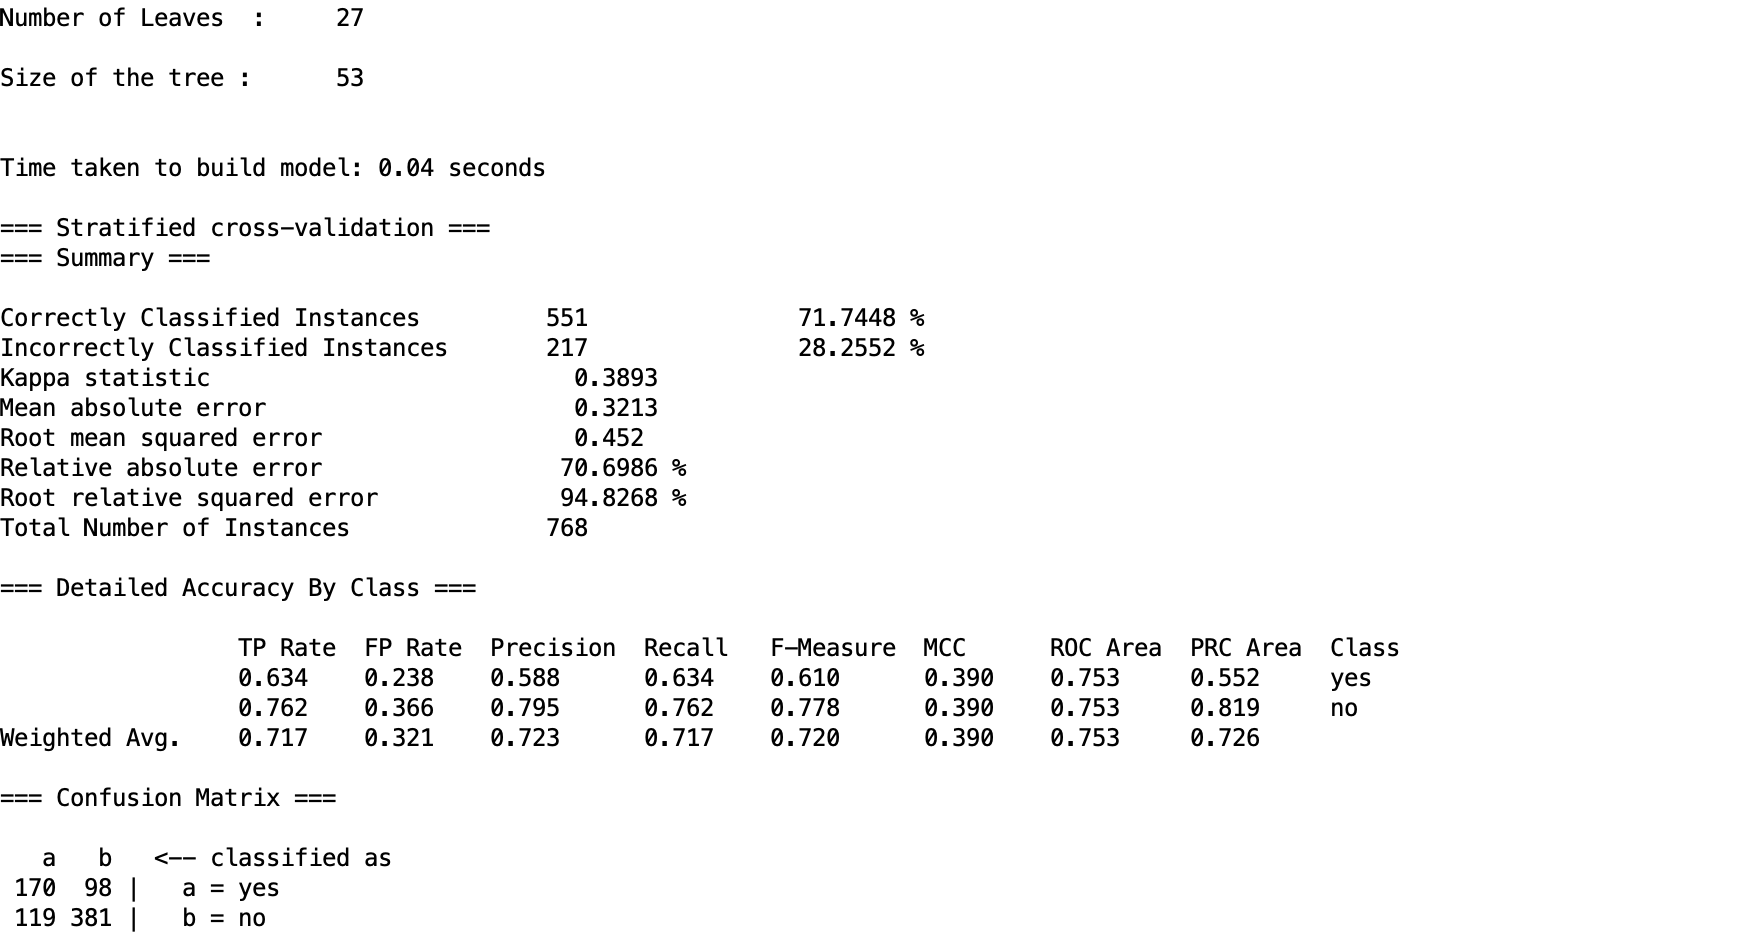 Number of Leaves  :     27
Size of the tree :      53
Time taken to build model: 0.04 seconds
=== Stratified cross-validation ===
=== Summary ===
Correctly Classified Instances         551               71.7448 %
Incorrectly Classified Instances       217               28.2552 %
Kappa statistic                          0.3893
Mean absolute error                      0.3213
Root mean squared error                  0.452
Relative absolute error                 70.6986 %
Root relative squared error             94.8268 %
Total Number of Instances              768
=== Detailed Accuracy By Class ===
                 TP Rate  FP Rate  Precision  Recall   F-Measure  MCC      ROC Area  PRC Area  Class
                 0.634    0.238    0.588      0.634    0.610      0.390    0.753     0.552     yes
                 0.762    0.366    0.795      0.762    0.778      0.390    0.753     0.819     no
Weighted Avg.    0.717    0.321    0.723      0.717    0.720      0.390    0.753     0.726
=== Confusion Matrix ===
   a   b   <-- classified as
 170  98 |   a = yes
 119 381 |   b = no